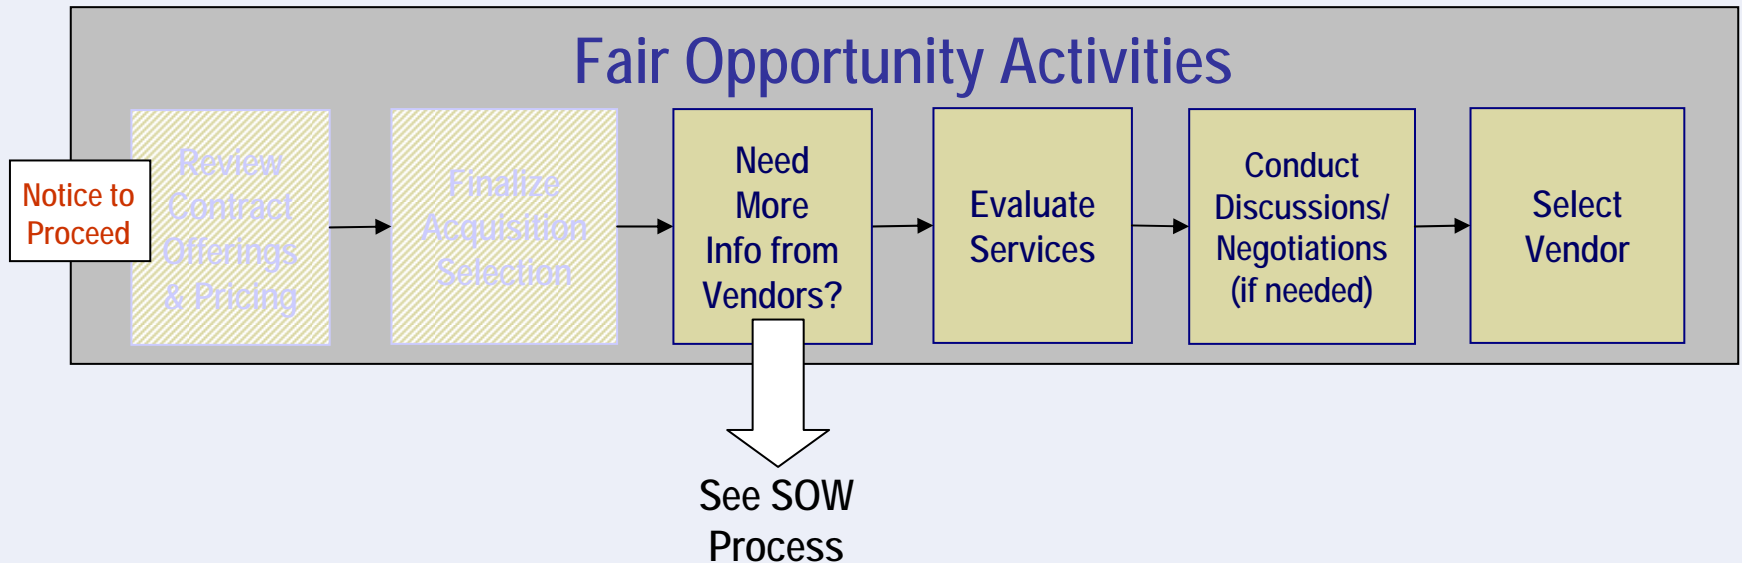 Fair Opportunity Activities
Notice to
Proceed
Review
Contract
Offerings
& Pricing
Finalize
Acquisition
Selection
Need
More
Info from
Vendors?
Evaluate
Services
Conduct
Discussions/
Negotiations
(if needed)
Select
Vendor
See SOW
Process